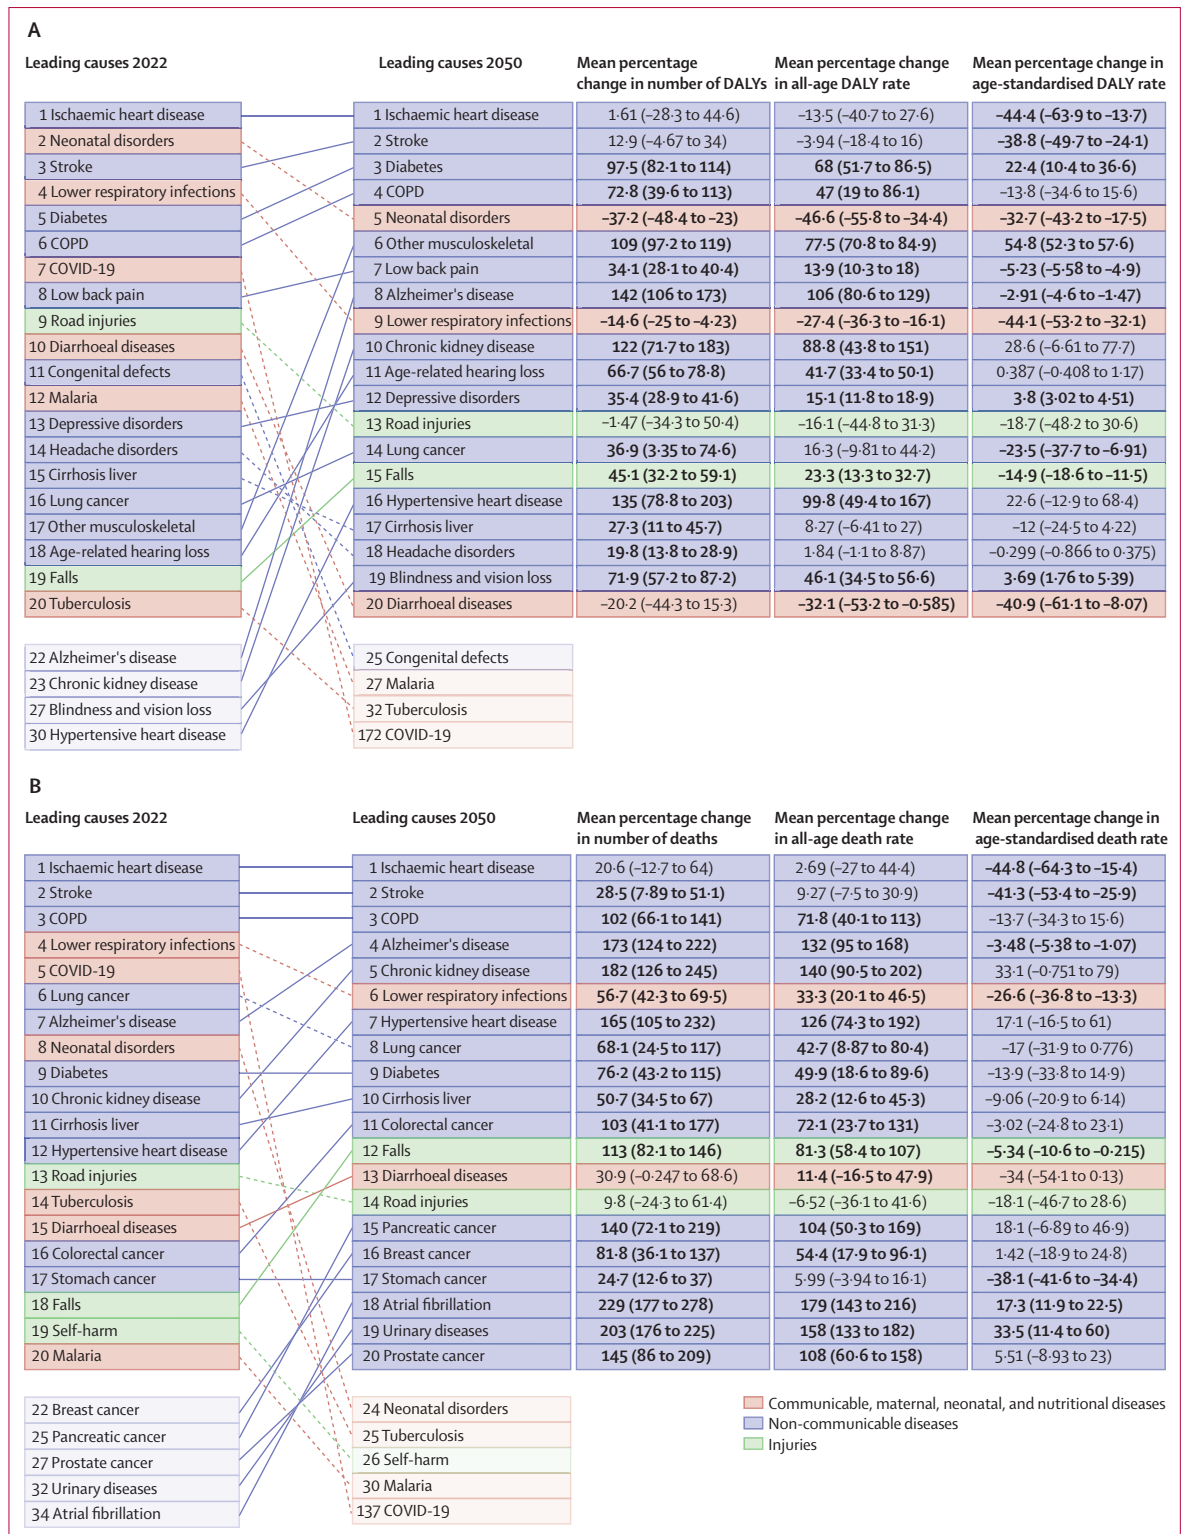 A
Leading causes 2022
Leading causes 2050
Mean percentage
change in number of DALYs
Mean percentage change
in all-age DALY rate
Mean percentage change in
age-standardised DALY rate
1 Ischaemic heart disease
1 Ischaemic heart disease
1·61 (–28·3 to 44·6)
–13·5 (–40·7 to 27·6)
–44·4 (–63·9 to –13·7)
2 Neonatal disorders
2 Stroke
12·9 (–4·67 to 34)
–3·94 (–18·4 to 16)
–38·8 (–49·7 to –24·1)
3 Stroke
3 Diabetes
97·5 (82·1 to 114)
68 (51·7 to 86·5)
22·4 (10·4 to 36·6)
4 Lower respiratory infections
4 COPD
72·8 (39·6 to 113)
47 (19 to 86·1)
–13·8 (–34·6 to 15·6)
5 Diabetes
5 Neonatal disorders
–37·2 (–48·4 to –23)
–46·6 (–55·8 to –34·4)
–32·7 (–43·2 to –17·5)
6 COPD
6 Other musculoskeletal
109 (97·2 to 119)
77·5 (70·8 to 84·9)
54·8 (52·3 to 57·6)
7 COVID-19
7 Low back pain
34·1 (28·1 to 40·4)
13·9 (10·3 to 18)
–5·23 (–5·58 to –4·9)
8 Low back pain
8 Alzheimer's disease
142 (106 to 173)
106 (80·6 to 129)
–2·91 (–4·6 to –1·47)
9 Road injuries
9 Lower respiratory infections
–14·6 (–25 to –4·23)
–27·4 (–36·3 to –16·1)
–44·1 (–53·2 to –32·1)
10 Diarrhoeal diseases
10 Chronic kidney disease
122 (71·7 to 183)
88·8 (43·8 to 151)
28·6 (–6·61 to 77·7)
11 Congenital defects
11 Age-related hearing loss
66·7 (56 to 78·8)
41·7 (33·4 to 50·1)
0·387 (–0·408 to 1·17)
12 Malaria
12 Depressive disorders
35·4 (28·9 to 41·6)
15·1 (11·8 to 18·9)
3·8 (3·02 to 4·51)
13 Depressive disorders
13 Road injuries
–1·47 (–34·3 to 50·4)
–16·1 (–44·8 to 31·3)
–18·7 (–48·2 to 30·6)
14 Headache disorders
14 Lung cancer
36·9 (3·35 to 74·6)
16·3 (–9·81 to 44·2)
–23·5 (–37·7 to –6·91)
15 Cirrhosis liver
15 Falls
45·1 (32·2 to 59·1)
23·3 (13·3 to 32·7)
–14·9 (–18·6 to –11·5)
16 Lung cancer
16 Hypertensive heart disease
135 (78·8 to 203)
99·8 (49·4 to 167)
22·6 (–12·9 to 68·4)
17 Other musculoskeletal
17 Cirrhosis liver
27·3 (11 to 45·7)
8·27 (–6·41 to 27)
–12 (–24·5 to 4·22)
18 Age-related hearing loss
18 Headache disorders
19·8 (13·8 to 28·9)
1·84 (–1·1 to 8·87)
–0·299 (–0·866 to 0·375)
19 Falls
19 Blindness and vision loss
71·9 (57·2 to 87·2)
46·1 (34·5 to 56·6)
3·69 (1·76 to 5·39)
20 Tuberculosis
20 Diarrhoeal diseases
–20·2 (–44·3 to 15·3)
–32·1 (–53·2 to –0·585)
–40·9 (–61·1 to –8·07)
22 Alzheimer's disease
25 Congenital defects
23 Chronic kidney disease
27 Malaria
27 Blindness and vision loss
32 Tuberculosis
30 Hypertensive heart disease
172 COVID-19
B
Leading causes 2022
Leading causes 2050
Mean percentage change
in number of deaths
Mean percentage change
in all-age death rate
Mean percentage change in
age-standardised death rate
1 Ischaemic heart disease
1 Ischaemic heart disease
20·6 (–12·7 to 64)
2·69 (–27 to 44·4)
–44·8 (–64·3 to –15·4)
2 Stroke
2 Stroke
28·5 (7·89 to 51·1)
9·27 (–7·5 to 30·9)
–41·3 (–53·4 to –25·9)
3 COPD
3 COPD
102 (66·1 to 141)
71·8 (40·1 to 113)
–13·7 (–34·3 to 15·6)
4 Lower respiratory infections
4 Alzheimer's disease
173 (124 to 222)
132 (95 to 168)
–3·48 (–5·38 to –1·07)
5 COVID-19
5 Chronic kidney disease
182 (126 to 245)
140 (90·5 to 202)
33·1 (–0·751 to 79)
6 Lung cancer
6 Lower respiratory infections
56·7 (42·3 to 69·5)
33·3 (20·1 to 46·5)
–26·6 (–36·8 to –13·3)
7 Alzheimer's disease
7 Hypertensive heart disease
165 (105 to 232)
126 (74·3 to 192)
17·1 (–16·5 to 61)
8 Neonatal disorders
8 Lung cancer
68·1 (24·5 to 117)
42·7 (8·87 to 80·4)
–17 (–31·9 to 0·776)
9 Diabetes
9 Diabetes
76·2 (43·2 to 115)
49·9 (18·6 to 89·6)
–13·9 (–33·8 to 14·9)
10 Chronic kidney disease
10 Cirrhosis liver
50·7 (34·5 to 67)
28·2 (12·6 to 45·3)
–9·06 (–20·9 to 6·14)
11 Cirrhosis liver
11 Colorectal cancer
103 (41·1 to 177)
72·1 (23·7 to 131)
–3·02 (–24·8 to 23·1)
12 Hypertensive heart disease
12 Falls
113 (82·1 to 146)
81·3 (58·4 to 107)
–5·34 (–10·6 to –0·215)
13 Road injuries
13 Diarrhoeal diseases
30·9 (–0·247 to 68·6)
11·4 (–16·5 to 47·9)
–34 (–54·1 to 0·13)
14 Tuberculosis
14 Road injuries
9·8 (–24·3 to 61·4)
–6·52 (–36·1 to 41·6)
–18·1 (–46·7 to 28·6)
15 Diarrhoeal diseases
15 Pancreatic cancer
140 (72·1 to 219)
104 (50·3 to 169)
18·1 (–6·89 to 46·9)
16 Colorectal cancer
16 Breast cancer
81·8 (36·1 to 137)
54·4 (17·9 to 96·1)
1·42 (–18·9 to 24·8)
17 Stomach cancer
17 Stomach cancer
24·7 (12·6 to 37)
5·99 (–3·94 to 16·1)
–38·1 (–41·6 to –34·4)
18 Falls
18 Atrial fibrillation
229 (177 to 278)
179 (143 to 216)
17·3 (11·9 to 22·5)
19 Self-harm
19 Urinary diseases
203 (176 to 225)
158 (133 to 182)
33·5 (11·4 to 60)
20 Malaria
20 Prostate cancer
145 (86 to 209)
108 (60·6 to 158)
5·51 (–8·93 to 23)
22 Breast cancer
24 Neonatal disorders
25 Pancreatic cancer
25 Tuberculosis
27 Prostate cancer
26 Self-harm
32 Urinary diseases
30 Malaria
34 Atrial fibrillation
137 COVID-19
Communicable, maternal, neonatal, and nutritional diseases
Non-communicable diseases
Injuries